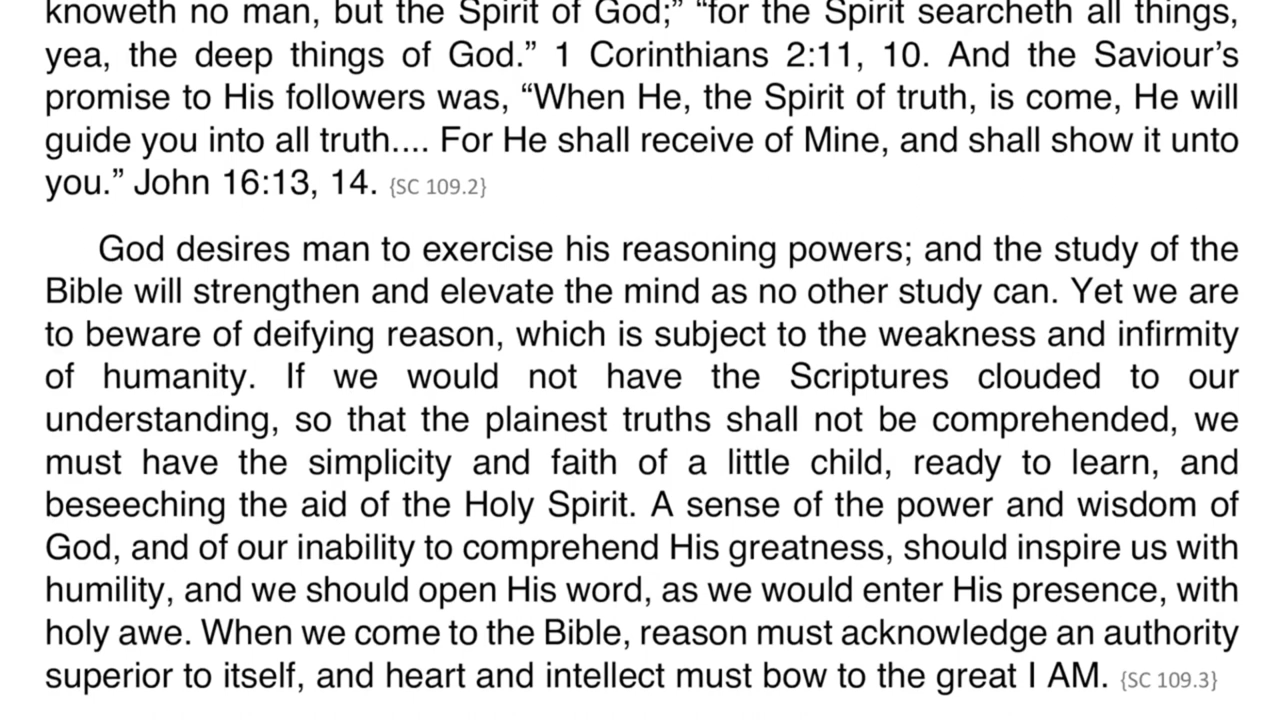 knoweth no man, but the Spirit of God;” “for the Spirit searcheth all things,
yea, the deep things of God.” 1 Corinthians 2:11, 10. And the Saviour’s
promise to His followers was, “When He, the Spirit of truth, is come, He will
guide you into all truth.... For He shall receive of Mine, and shall show it unto
you.” John 16:13, 14. {SC 109.2}
God desires man to exercise his reasoning powers; and the study of the
Bible will strengthen and elevate the mind as no other study can. Yet we are
to beware of deifying reason, which is subject to the weakness and infirmity
of humanity. If we would not have the Scriptures clouded to our
understanding, so that the plainest truths shall not be comprehended, we
must have the simplicity and faith of a little child, ready to learn, and
beseeching the aid of the Holy Spirit. A sense of the power and wisdom of
God, and of our inability to comprehend His greatness, should inspire us with
humility, and we should open His word, as we would enter His presence, with
holy awe. When we come to the Bible, reason must acknowledge an authority
superior to itself, and heart and intellect must bow to the great I AM. {SC 109.3}